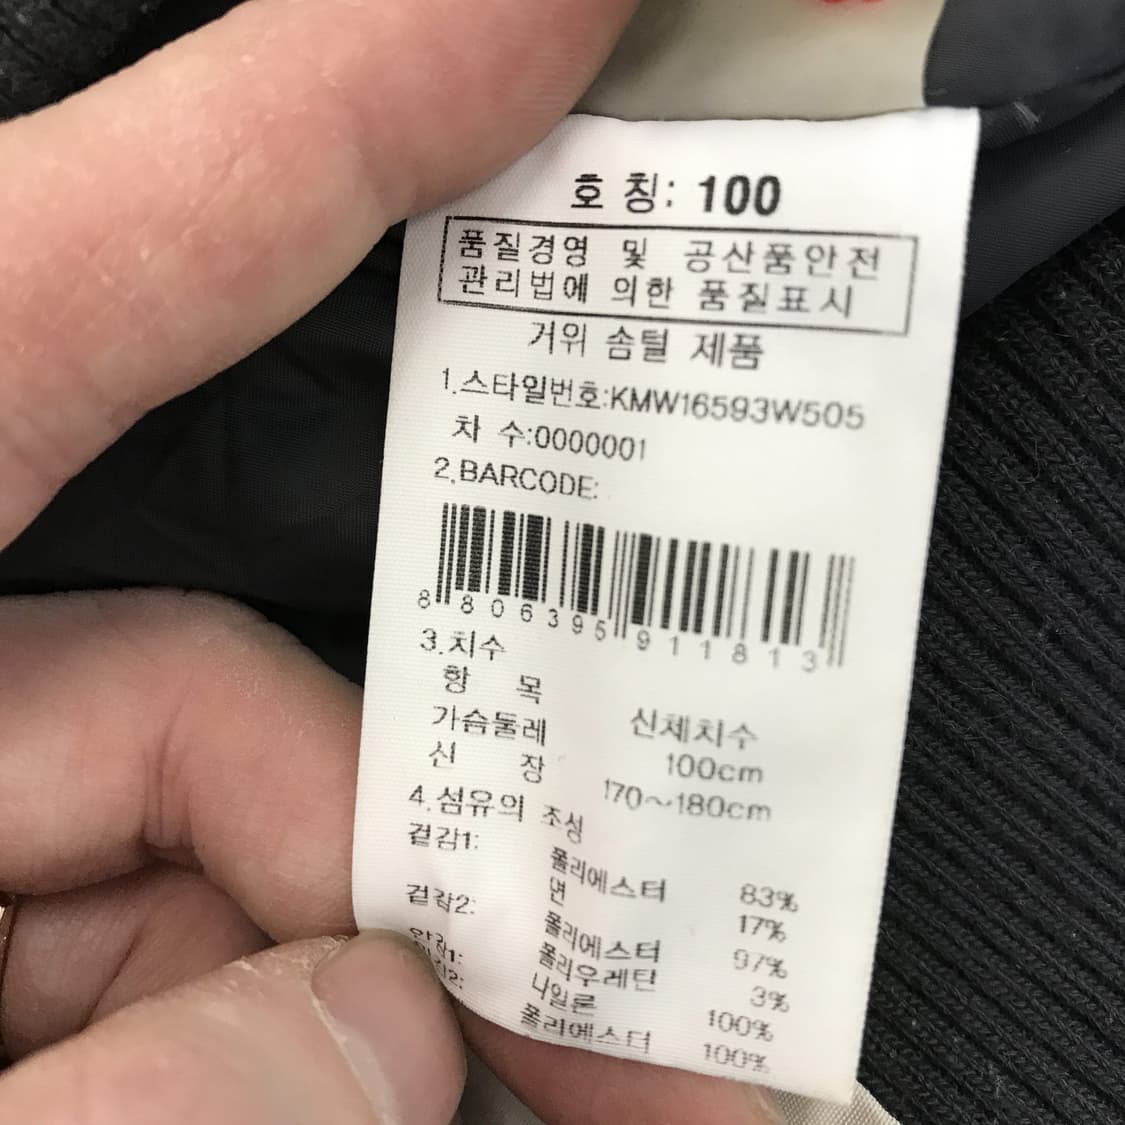 호 칭: 100
품질경영 및 공산품안전
관리법에 의한 품질표시
거위 솜털 제품
1.스타일번호:KMW16593W505
차 수:0000001
2.BARCODE:
8 806395 911813
3.치수
항 목 신체치수
가슴둘레 100cm
신 장 170~180cm
4.섬유의 조성
겉감1: 폴리에스터 83%
면 17%
겉감2: 폴리에스터 97%
폴리우레탄 3%
안감1: 나일론 100%
폴리에스터 100%